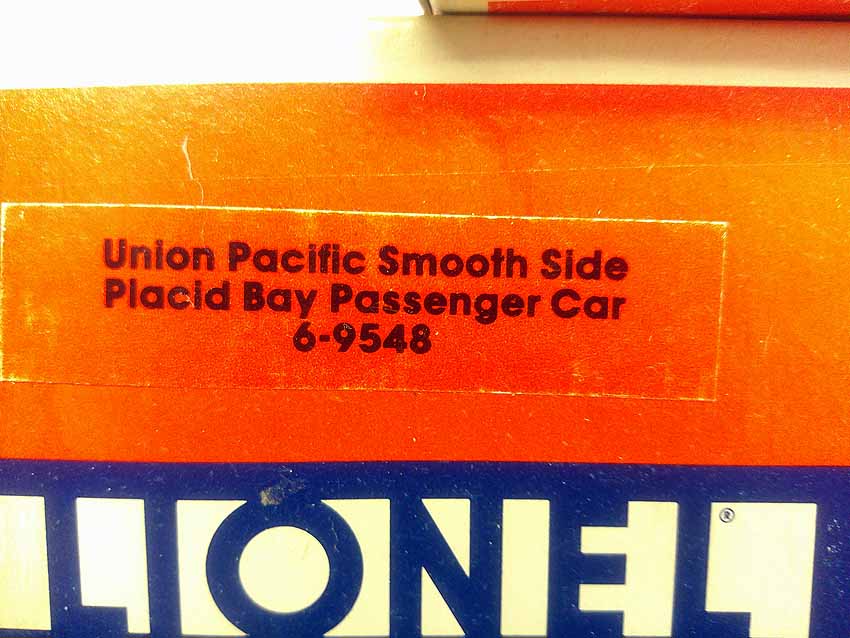 Union Pacific Smooth Side
Placid Bay Passenger Car
6-9548
LIONEL®